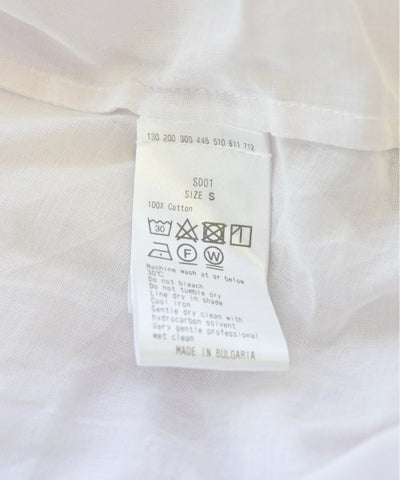 130 200 300 445 510 611 712
SD01
SIZE S
100% Cotton
30
F W
Machine wash at or below
30°C
Do not bleach
Do not tumble dry
Line dry in shade
Cool iron
Gentle dry clean with
hydrocarbon solvent
Very gentle professional
wet clean
MADE IN BULGARIA